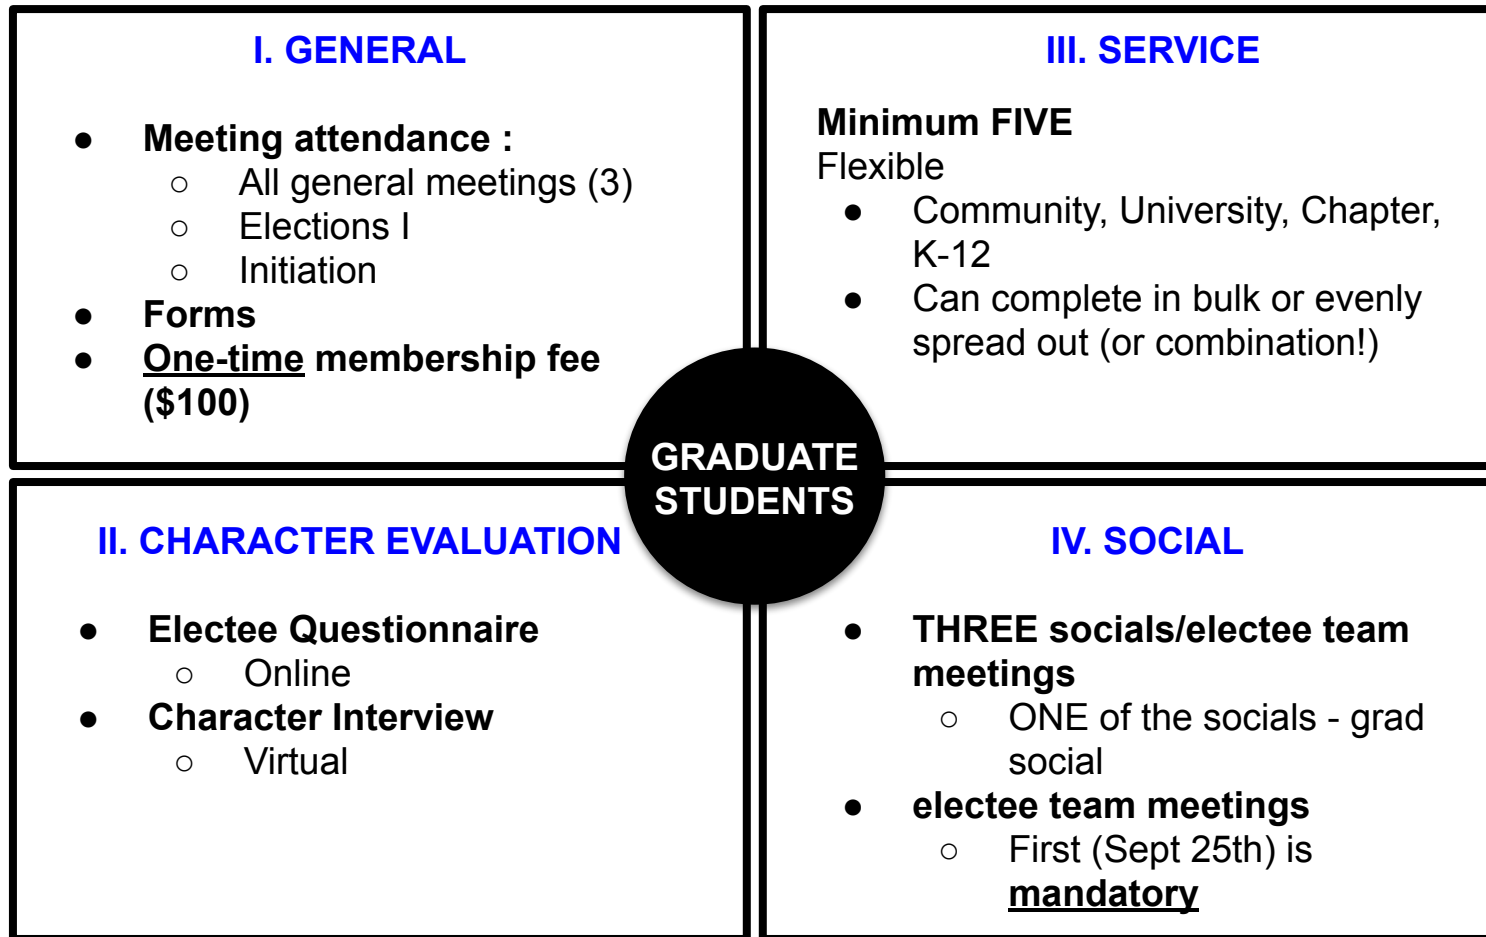 I. GENERAL
● Meeting attendance :
○ All general meetings (3)
○ Elections I
○ Initiation
● Forms
● One-time membership fee
($100)
II. CHARACTER EVALUATION
● Electee Questionnaire
○ Online
● Character Interview
○ Virtual
III. SERVICE
Minimum FIVE
Flexible
● Community, University, Chapter,
K-12
● Can complete in bulk or evenly
spread out (or combination!)
IV. SOCIAL
● THREE socials/electee team
meetings
○ ONE of the socials - grad
social
● electee team meetings
○ First (Sept 25th) is
mandatory
GRADUATE
STUDENTS